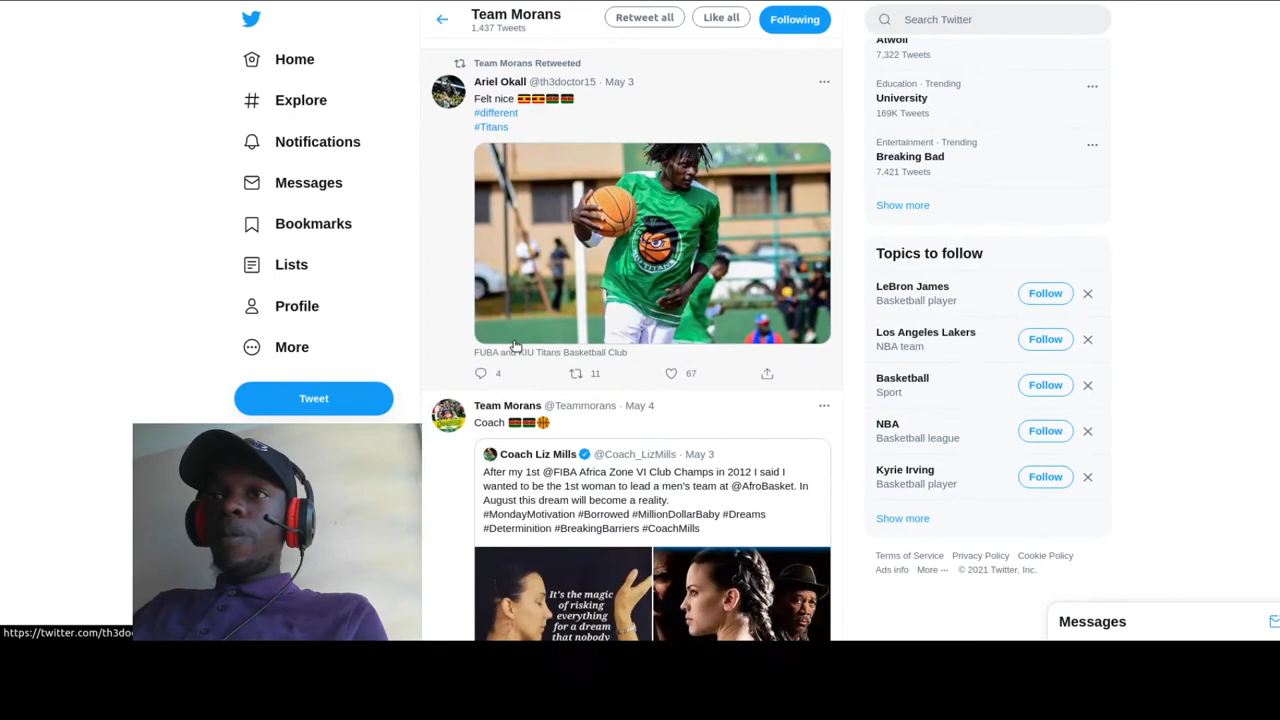 Home
Explore
Notifications
Messages
Bookmarks
Lists
Profile
More
Tweet
https://twitter.com/th3do
Team Morans
1,437 Tweets
Retweet all
Like all
Following
Team Morans Retweeted
Ariel Okall @th3doctor15 · May 3
Felt nice 🇺🇬🇺🇬🇰🇪🇰🇪
#different
#Titans
FUBA and KIU Titans Basketball Club
4
11
67
Team Morans @Teammorans · May 4
Coach 🇰🇪🇰🇪🏀
Coach Liz Mills @Coach_LizMills · May 3
After my 1st @FIBA Africa Zone VI Club Champs in 2012 I said I
wanted to be the 1st woman to lead a men's team at @AfroBasket. In
August this dream will become a reality.
#MondayMotivation #Borrowed #MillionDollarBaby #Dreams
#Determinition #BreakingBarriers #CoachMills
It's the magic
of risking
everything
for a dream
that nobody
Search Twitter
Atwoli
7,322 Tweets
Education · Trending
University
169K Tweets
Entertainment · Trending
Breaking Bad
7,421 Tweets
Show more
Topics to follow
LeBron James
Basketball player
Follow
Los Angeles Lakers
NBA team
Follow
Basketball
Sport
Follow
NBA
Basketball league
Follow
Kyrie Irving
Basketball player
Follow
Show more
Terms of Service Privacy Policy Cookie Policy
Ads info More ··· © 2021 Twitter, Inc.
Messages